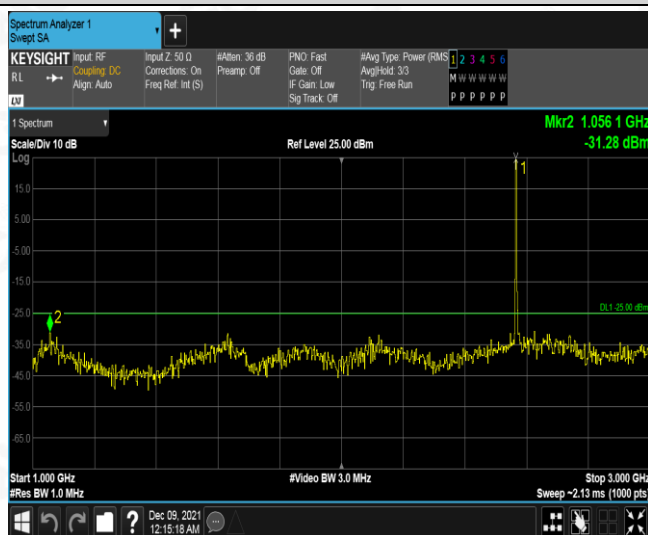 Spectrum Analyzer 1
Swept SA
+
KEYSIGHT
RL
LXI
Input: RF
Coupling: DC
Align: Auto
Input Z: 50 Ω
Corrections: On
Freq Ref: Int (S)
#Atten: 36 dB
Preamp: Off
PNO: Fast
Gate: Off
IF Gain: Low
Sig Track: Off
#Avg Type: Power (RMS
Avg|Hold: 3/3
Trig: Free Run
1 2 3 4 5 6
M W W W W W
P P P P P P
1 Spectrum
Mkr2 1.056 1 GHz
-31.28 dBm
Scale/Div 10 dB
Ref Level 25.00 dBm
Log
1
15.0
5.00
-5.00
-15.0
-25.0
2
DL1 -25.00 dBm
-35.0
-45.0
-55.0
-65.0
Start 1.000 GHz
#Video BW 3.0 MHz
Stop 3.000 GHz
#Res BW 1.0 MHz
Sweep ~2.13 ms (1000 pts)
?
Dec 09, 2021
12:15:18 AM